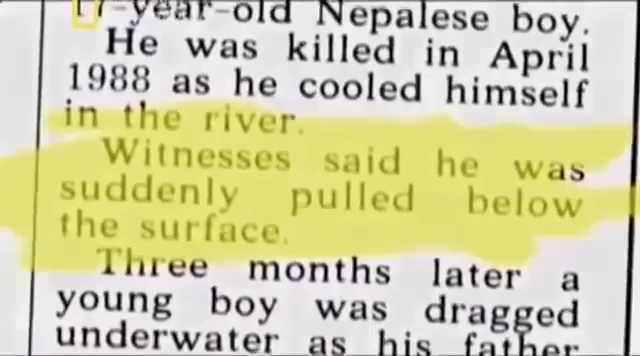 17-year-old Nepalese boy.
He was killed in April
1988 as he cooled himself
in the river.
Witnesses said he was
suddenly pulled below
the surface.
Three months later a
young boy was dragged
underwater as his father